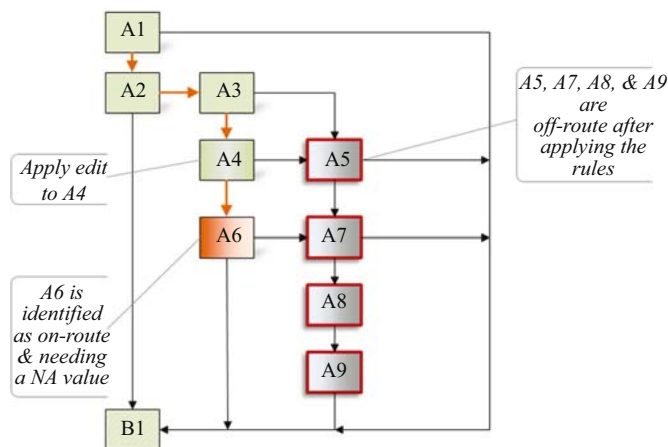 A1
A2
A3
A5, A7, A8, & A9
are
off-route after
applying the
rules
Apply edit
to A4
A4
A5
A6
A7
A6 is
identified
as on-route
& needing
a NA value
A8
A9
B1